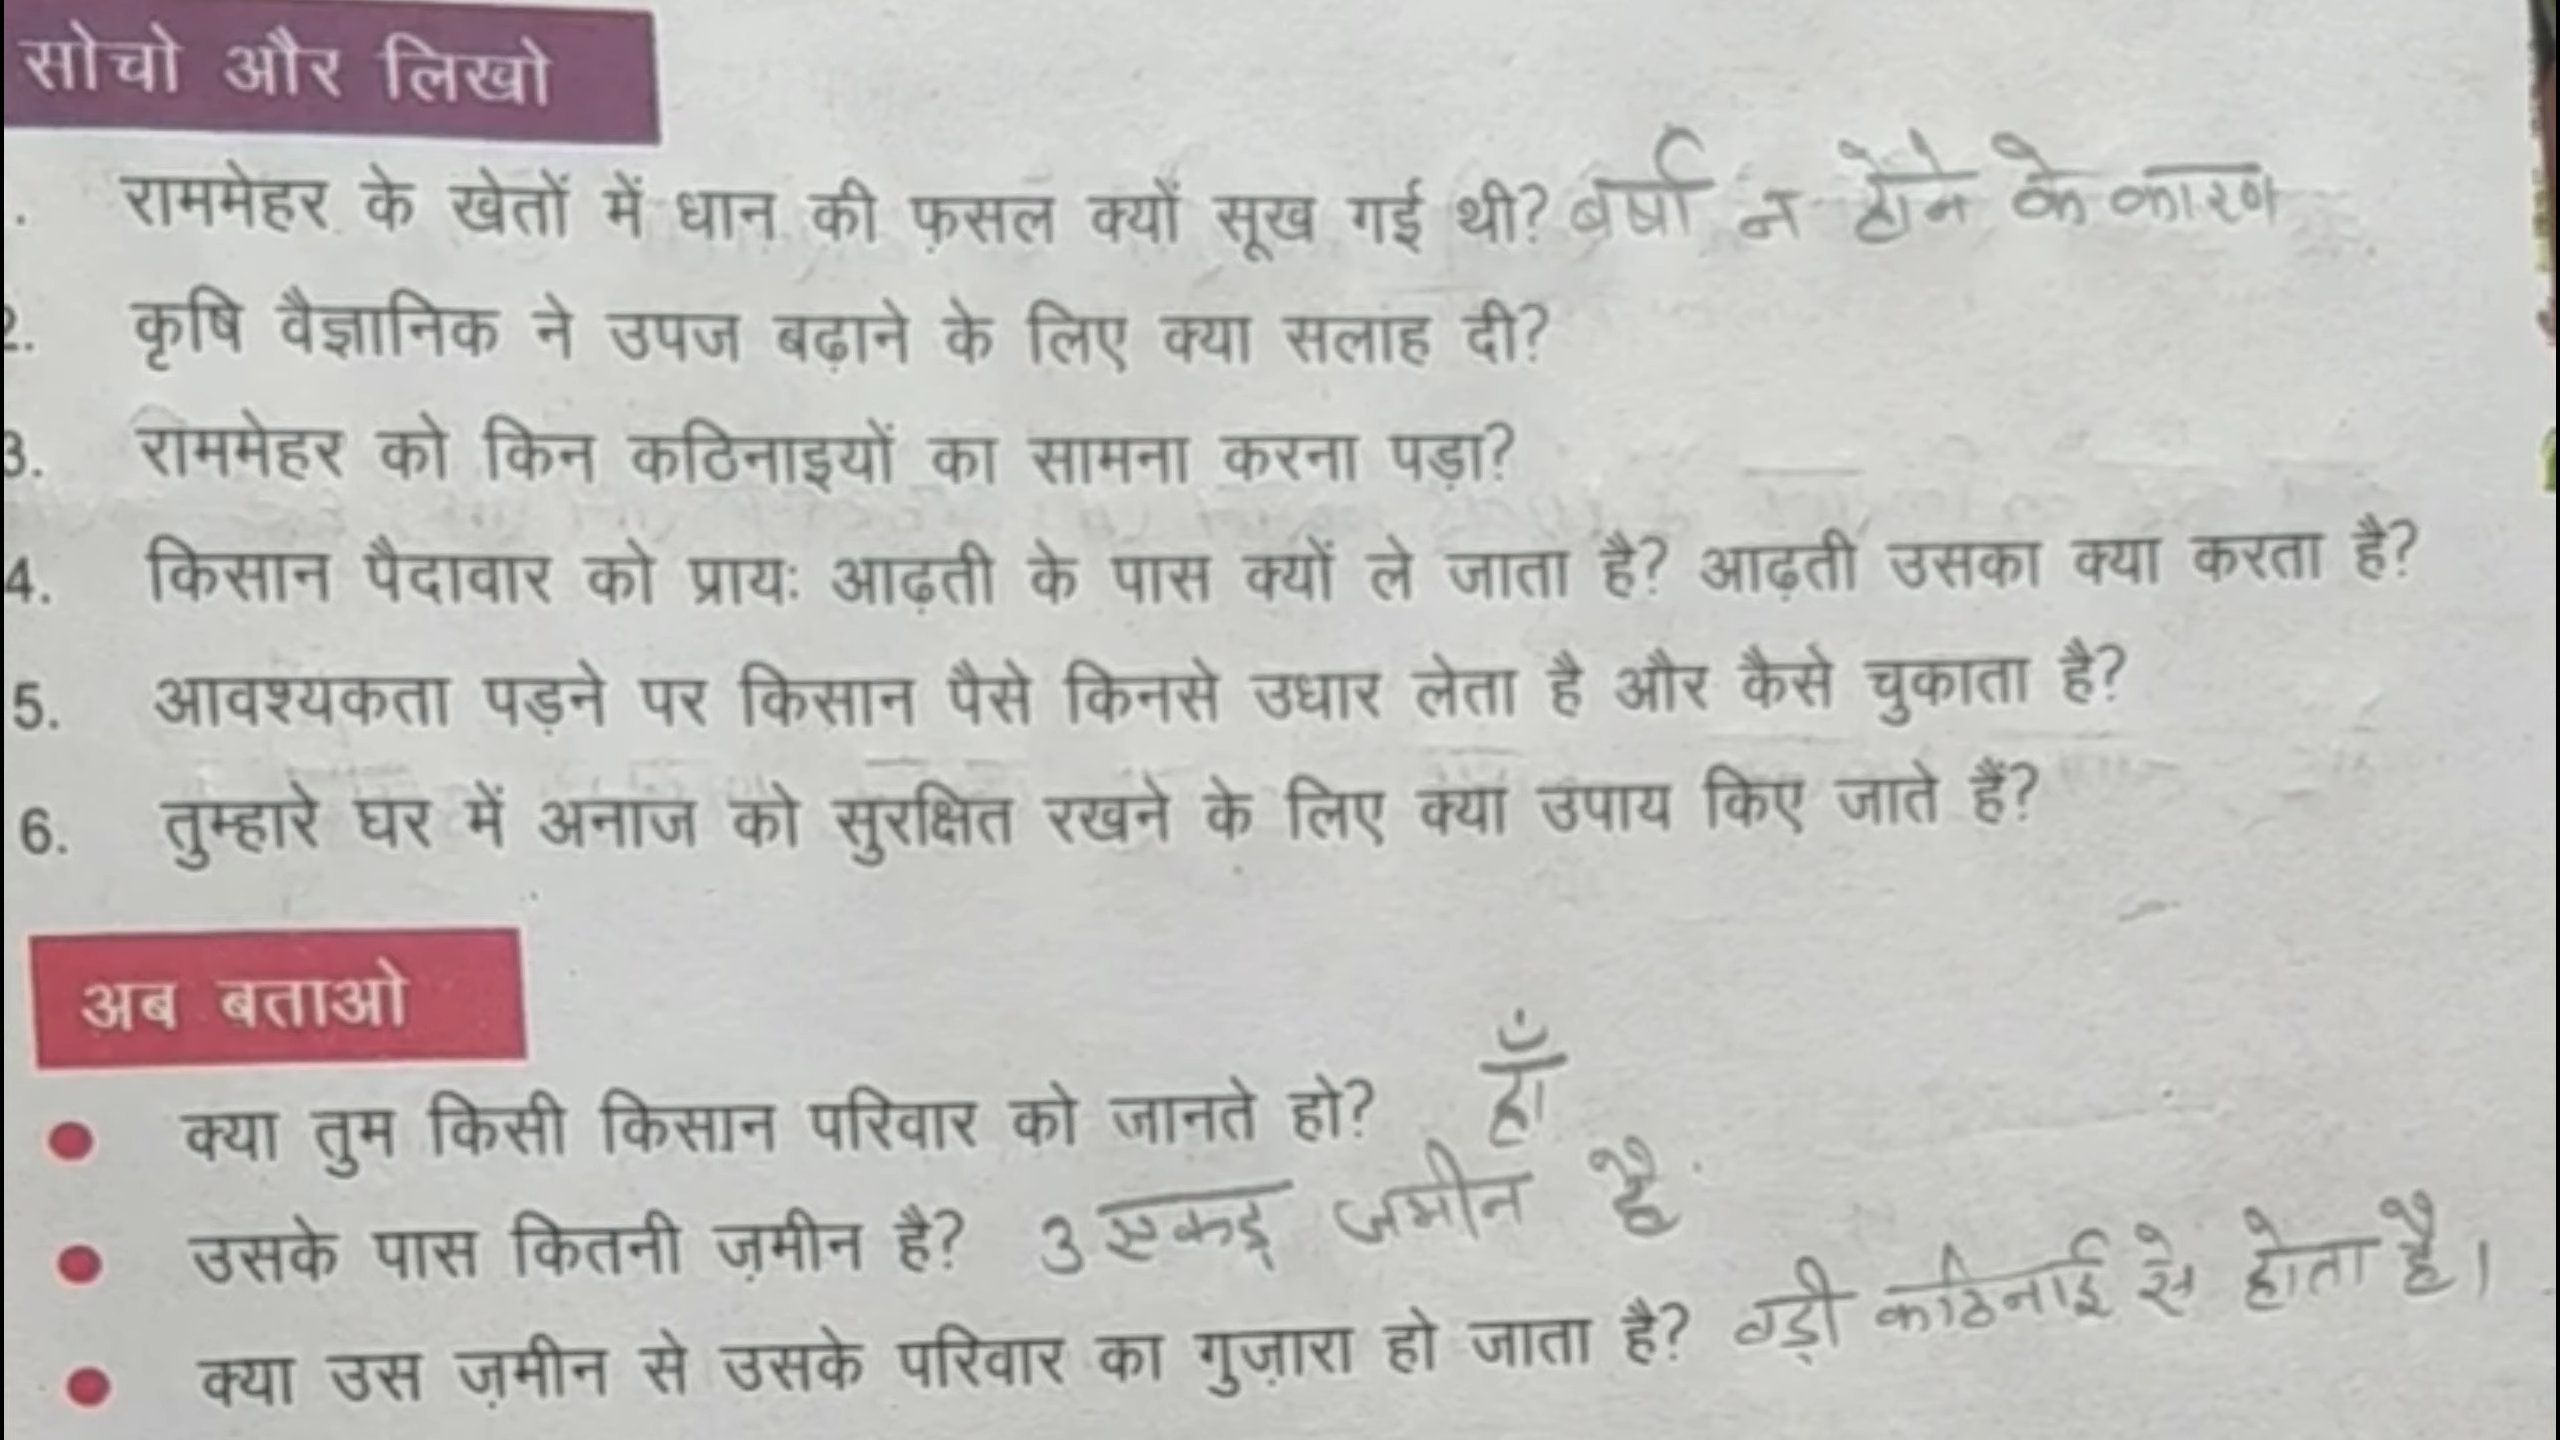 सोचो और लिखो
. राममेहर के खेतों में धान की फ़सल क्यों सूख गई थी? बर्षा न होने के कारण
2. कृषि वैज्ञानिक ने उपज बढ़ाने के लिए क्या सलाह दी?
3. राममेहर को किन कठिनाइयों का सामना करना पड़ा?
4. किसान पैदावार को प्रायः आढ़ती के पास क्यों ले जाता है? आढ़ती उसका क्या करता है?
5. आवश्यकता पड़ने पर किसान पैसे किनसे उधार लेता है और कैसे चुकाता है?
6. तुम्हारे घर में अनाज को सुरक्षित रखने के लिए क्या उपाय किए जाते हैं?
अब बताओ
● क्या तुम किसी किसान परिवार को जानते हो? हाँ
● उसके पास कितनी ज़मीन है? 3 एकड़ जमीन है
● क्या उस ज़मीन से उसके परिवार का गुज़ारा हो जाता है? वड़ी कठिनाई से होता है।